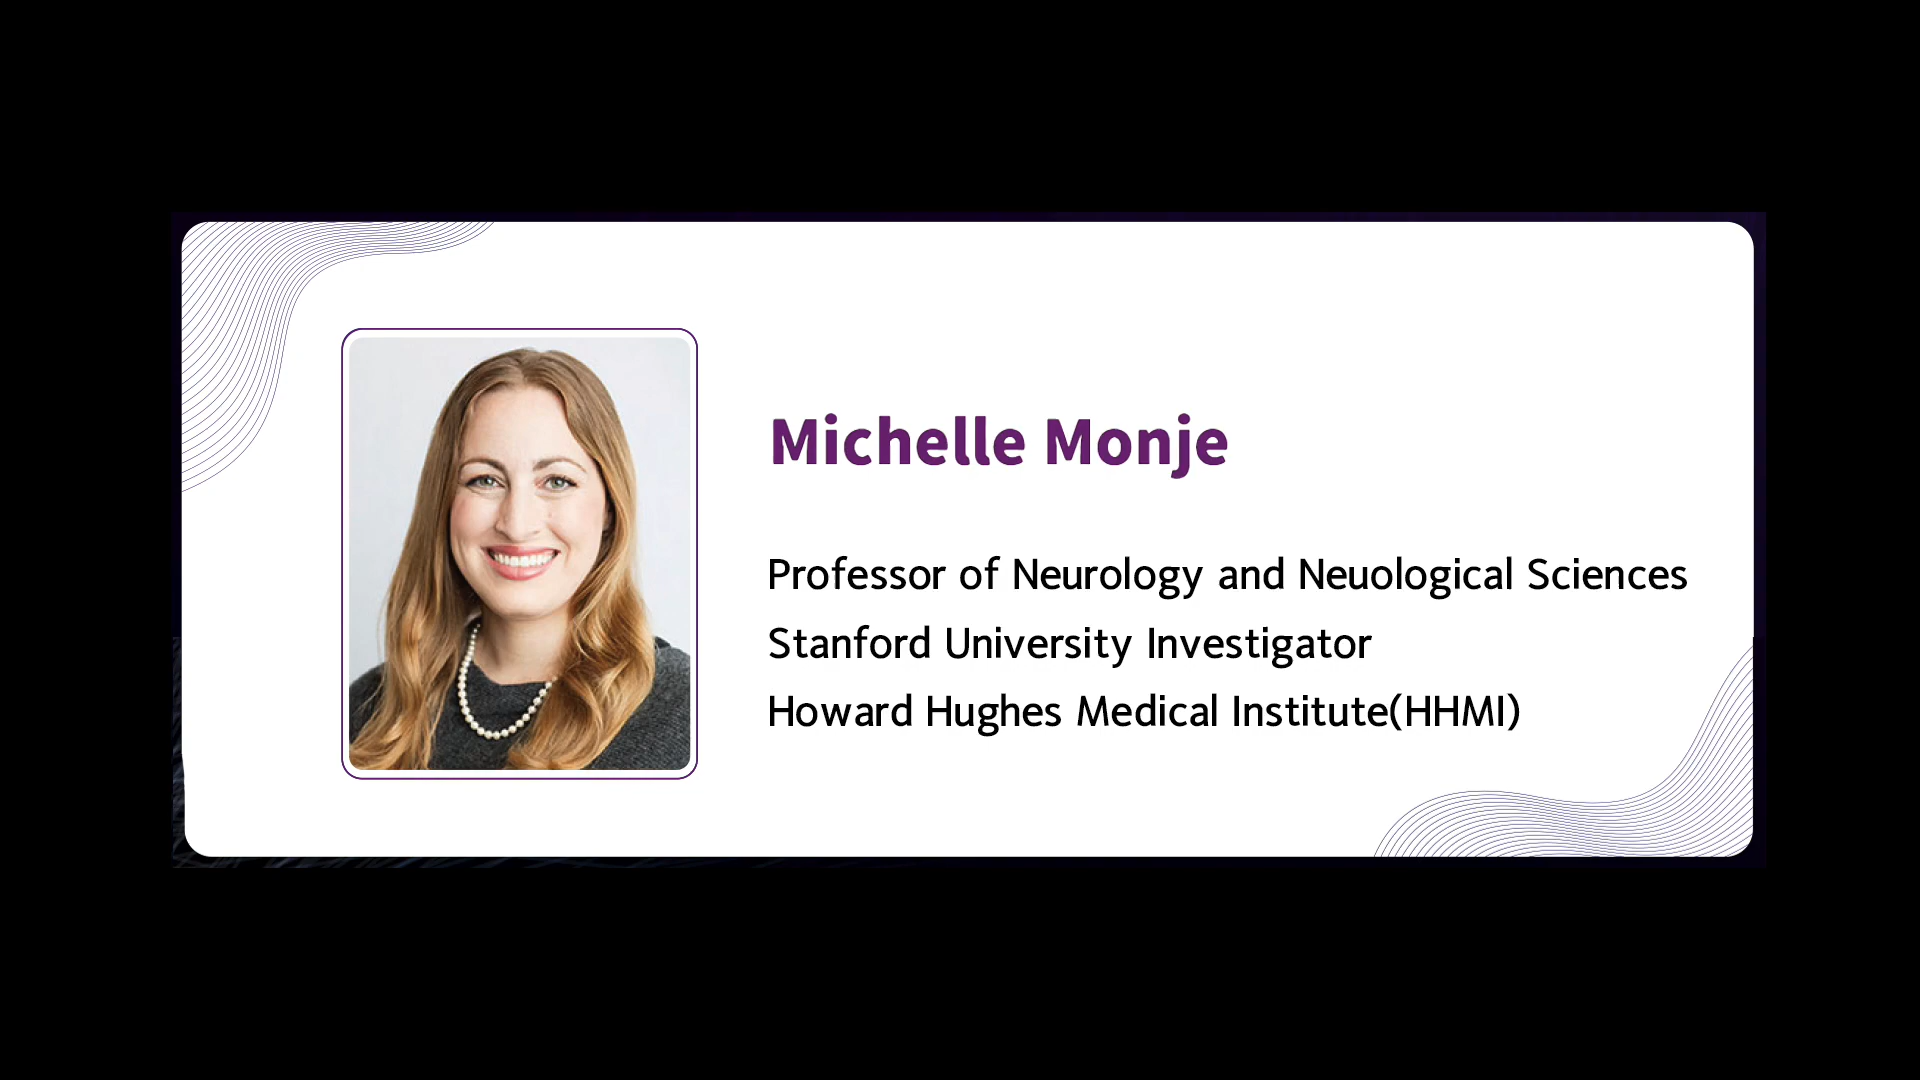 Michelle Monje
Professor of Neurology and Neuological Sciences
Stanford University Investigator
Howard Hughes Medical Institute(HHMI)